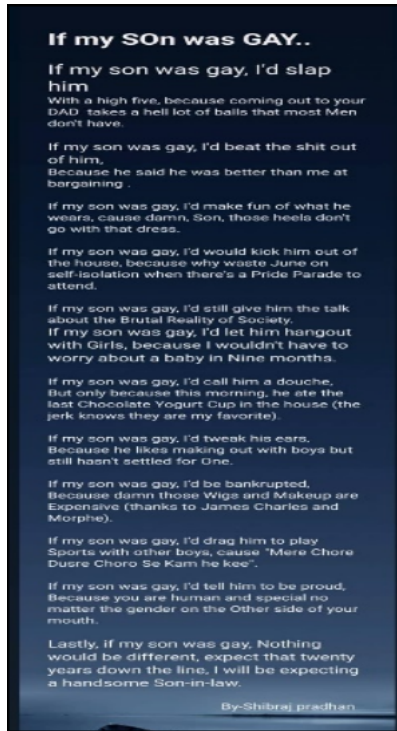 If my SOn was GAY..
If my son was gay, I'd slap
him
With a high five, because coming out to your
DAD takes a hell lot of balls that most Men
don't have.
If my son was gay, I'd beat the shit out
of him,
Because he said he was better than me at
bargaining .
If my son was gay, I'd make fun of what he
wears, cause damn, Son, those heels don't
go with that dress.
If my son was gay, I'd would kick him out of
the house, because why waste June on
self-isolation when there's a Pride Parade to
attend.
If my son was gay, I'd still give him the talk
about the Brutal Reality of Society.
If my son was gay, I'd let him hangout
with Girls, because I wouldn't have to
worry about a baby in Nine months.
If my son was gay, I'd call him a douche,
But only because this morning, he ate the
last Chocolate Yogurt Cup in the house (the
jerk knows they are my favorite).
If my son was gay, I'd tweak his ears,
Because he likes making out with boys but
still hasn't settled for One.
If my son was gay, I'd be bankrupted,
Because damn those Wigs and Makeup are
Expensive (thanks to James Charles and
Morphe).
If my son was gay, I'd drag him to play
Sports with other boys, cause "Mere Chore
Dusre Choro Se Kam he kee".
If my son was gay, I'd tell him to be proud,
Because you are human and special no
matter the gender on the Other side of your
mouth.
Lastly, if my son was gay, Nothing
would be different, expect that twenty
years down the line, I will be expecting
a handsome Son-in-law.
By-Shibraj pradhan